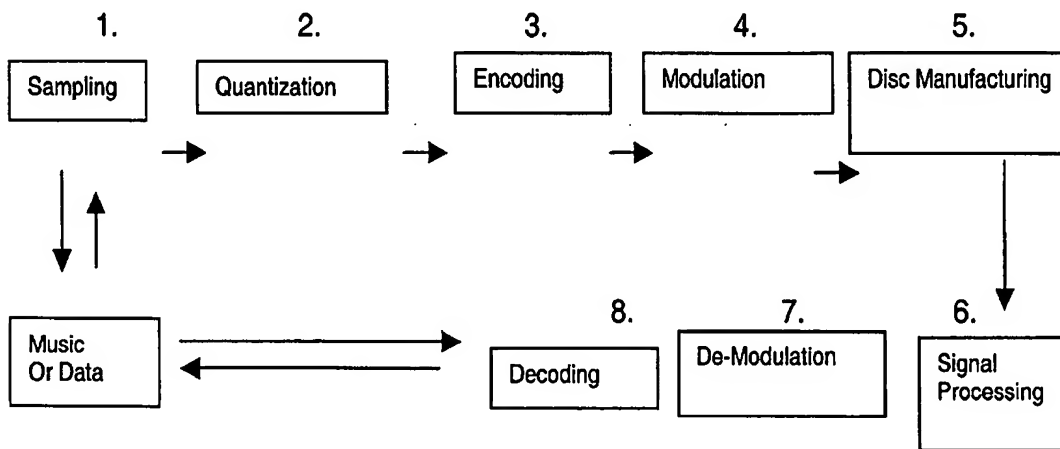 1. 2. 3. 4. 5.
Sampling Quantization Encoding Modulation Disc Manufacturing
8. 7. 6.
Music
Or Data
Decoding
De-Modulation
Signal
Processing